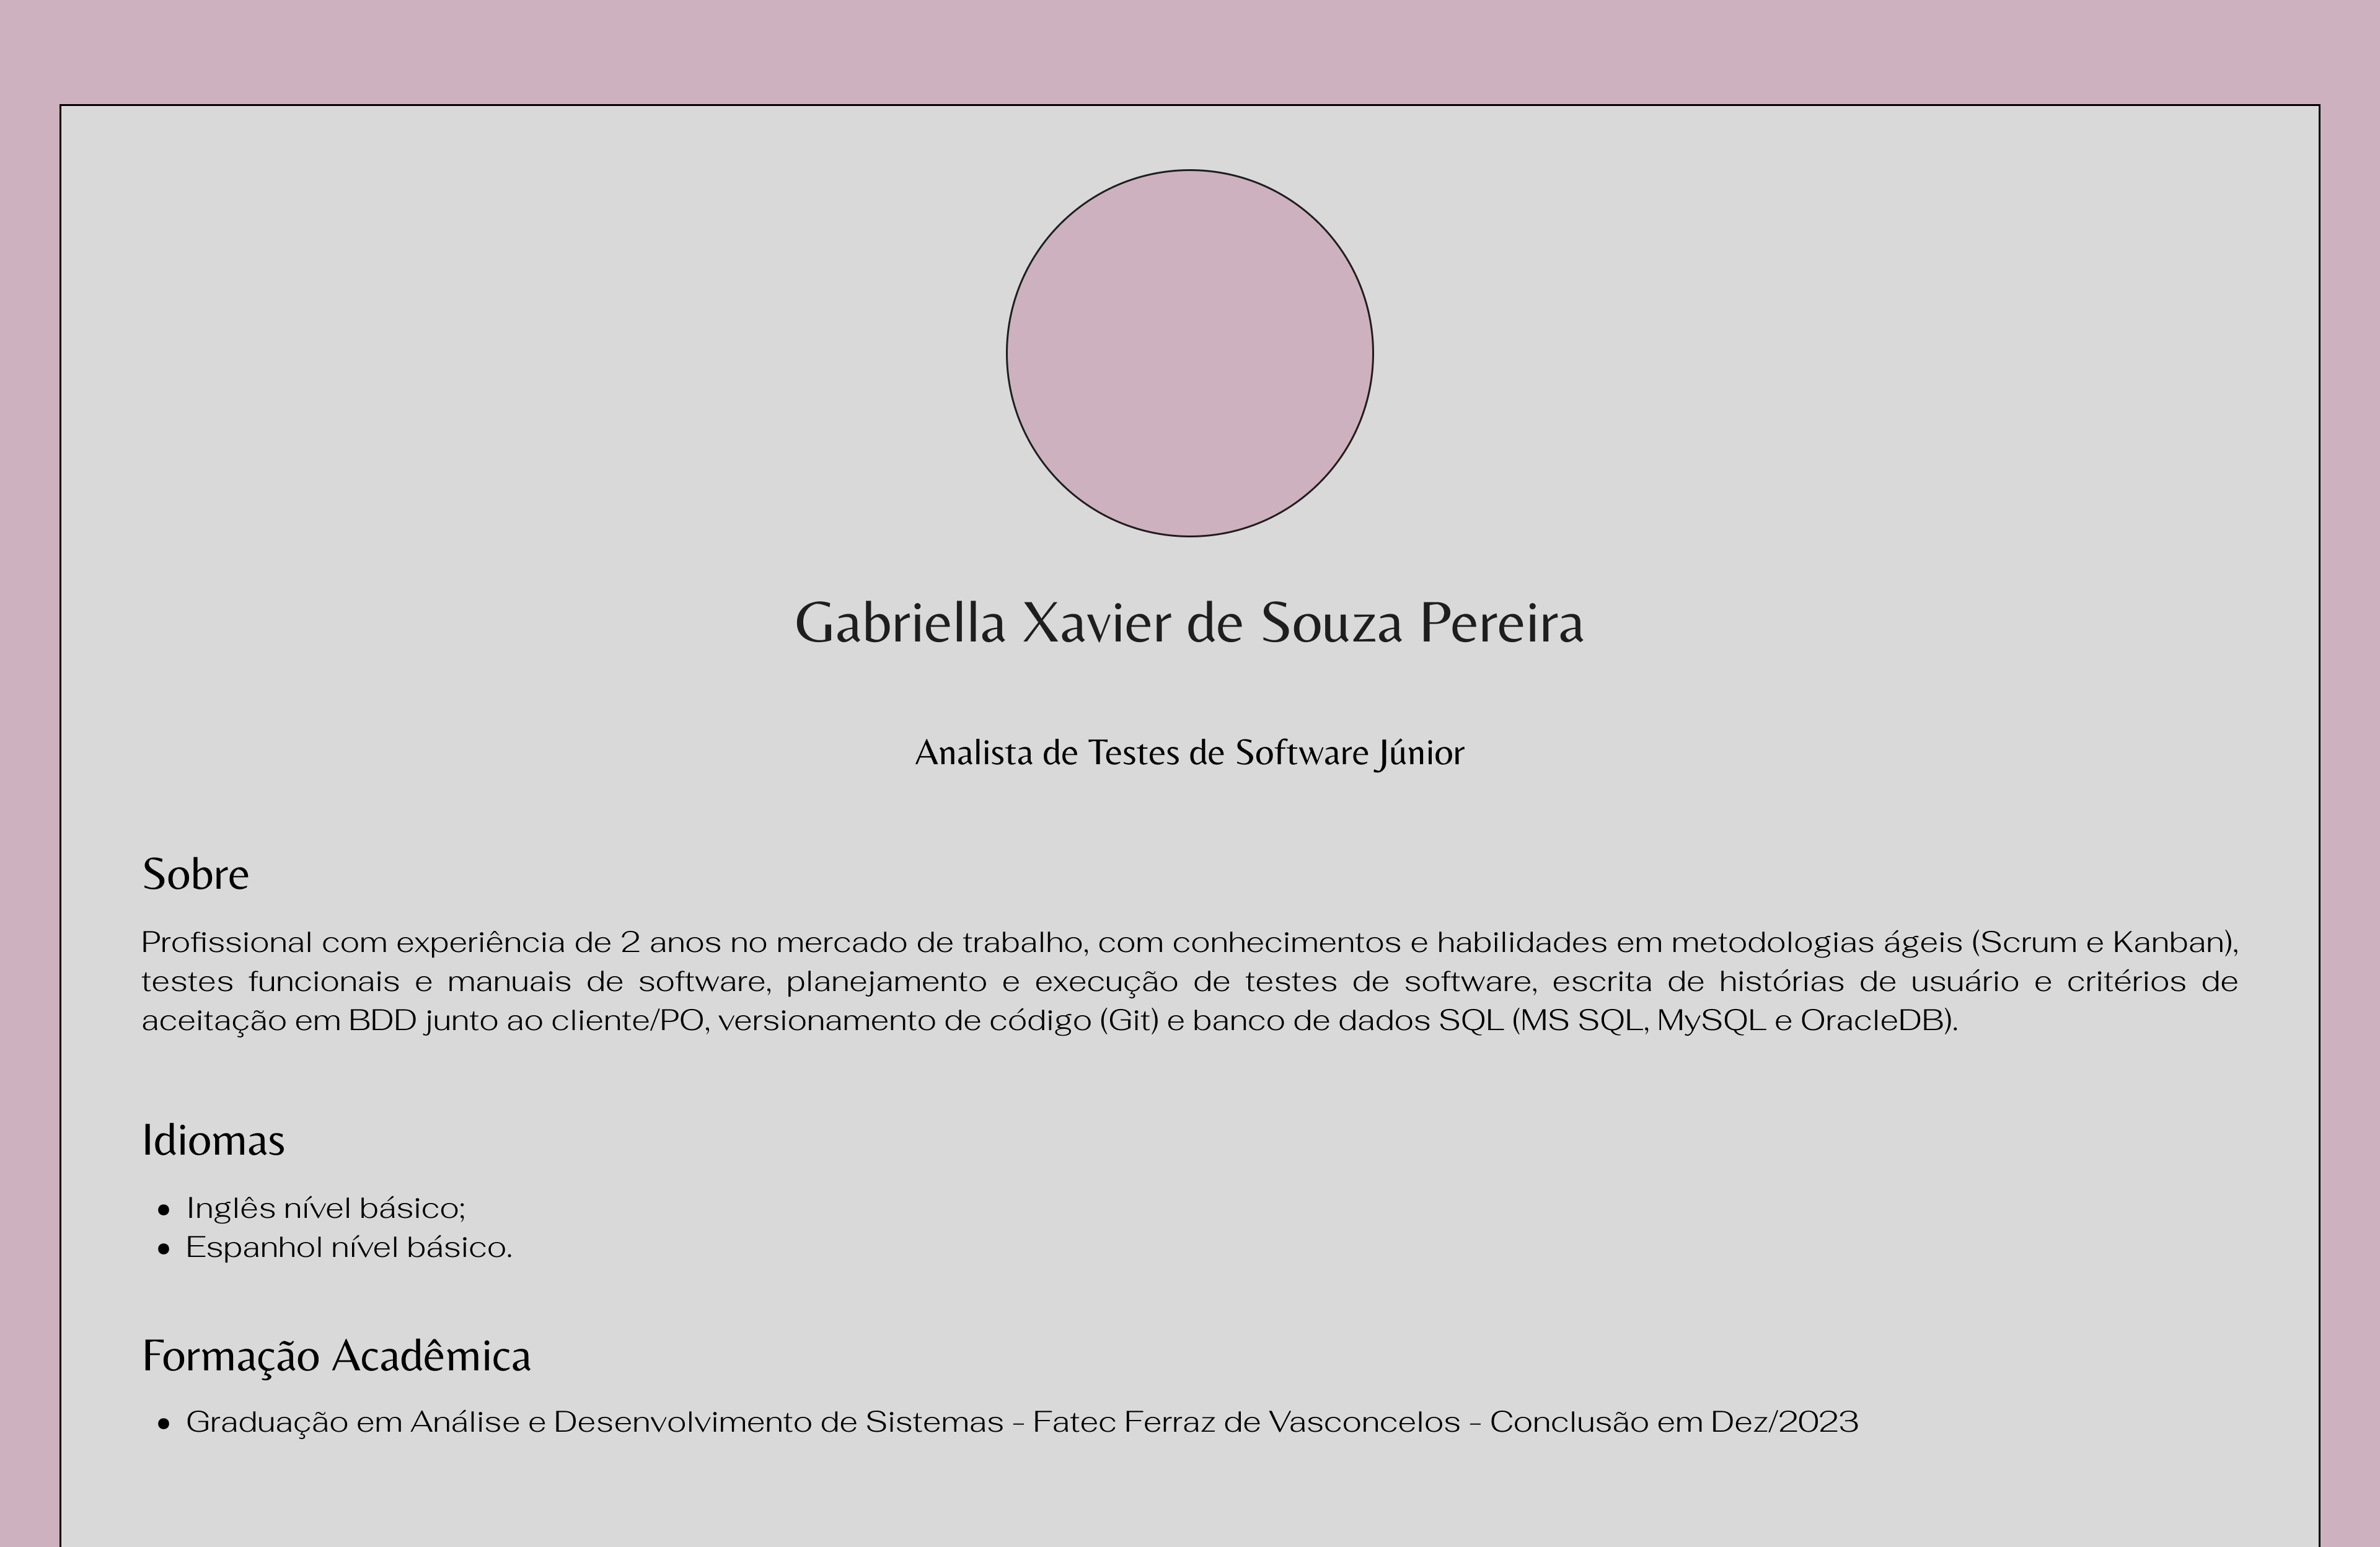 Gabriella Xavier de Souza Pereira
Analista de Testes de Software Júnior
Sobre
Profissional com experiência de 2 anos no mercado de trabalho, com conhecimentos e habilidades em metodologias ágeis (Scrum e Kanban),
testes funcionais e manuais de software, planejamento e execução de testes de software, escrita de histórias de usuário e critérios de
aceitação em BDD junto ao cliente/PO, versionamento de código (Git) e banco de dados SQL (MS SQL, MySQL e OracleDB).
Idiomas
• Inglês nível básico;
• Espanhol nível básico.
Formação Acadêmica
• Graduação em Análise e Desenvolvimento de Sistemas - Fatec Ferraz de Vasconcelos - Conclusão em Dez/2023